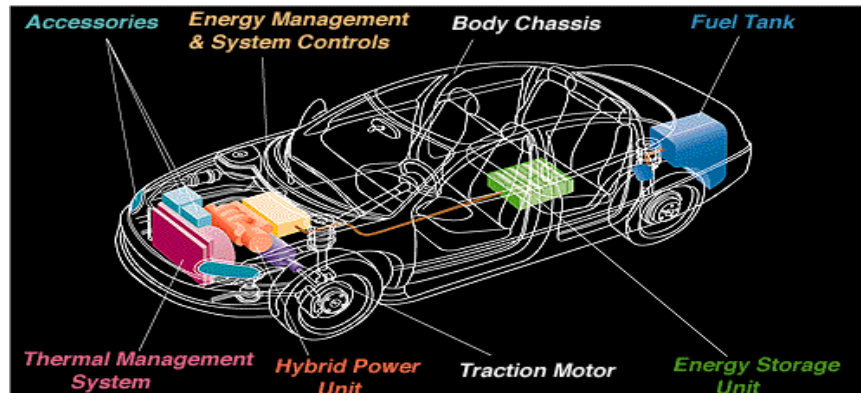 Accessories
Energy Management
& System Controls
Body Chassis
Fuel Tank
Thermal Management
System
Hybrid Power
Unit
Traction Motor
Energy Storage
Unit